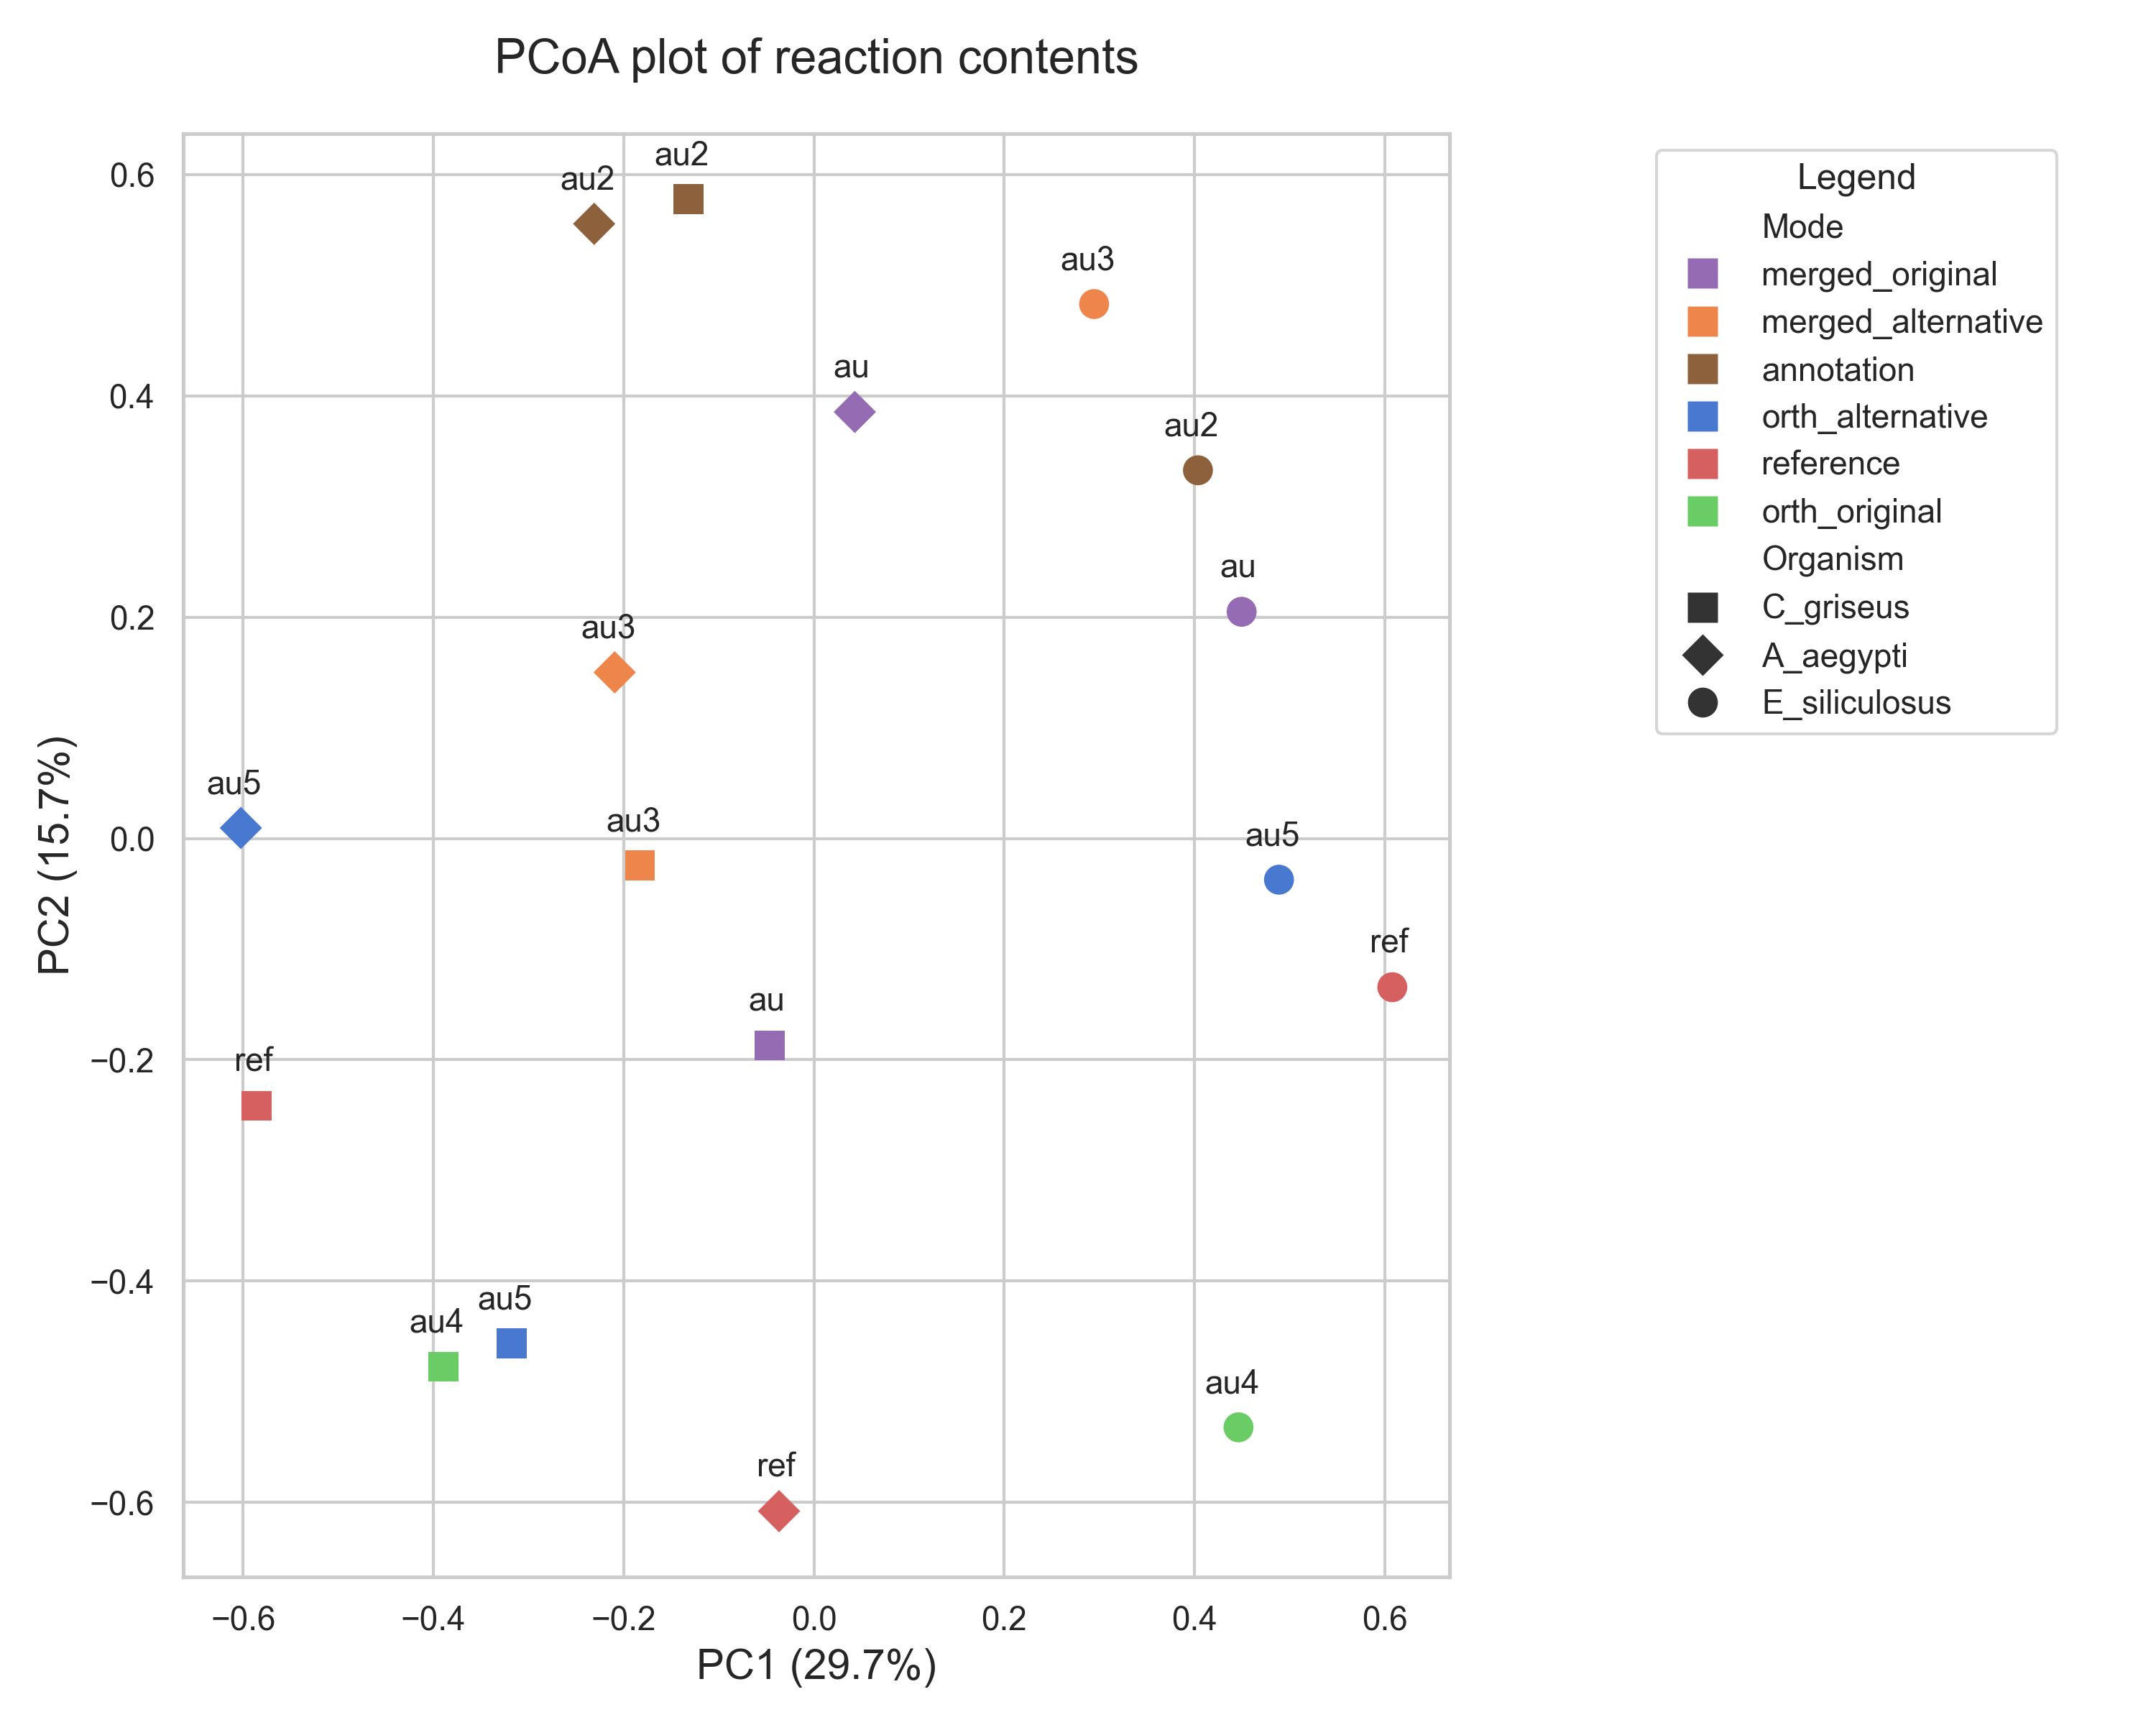 PCoA plot of reaction contents
au2
au2
au3
au
au2
au
au3
au5
au3
au5
ref
au
ref
au5
au4
au4
ref
0.6
0.4
0.2
0.0
−0.2
−0.4
−0.6
PC2 (15.7%)
−0.6
−0.4
−0.2
0.0
0.2
0.4
0.6
PC1 (29.7%)
Legend
Mode
merged_original
merged_alternative
annotation
orth_alternative
reference
orth_original
Organism
C_griseus
A_aegypti
E_siliculosus